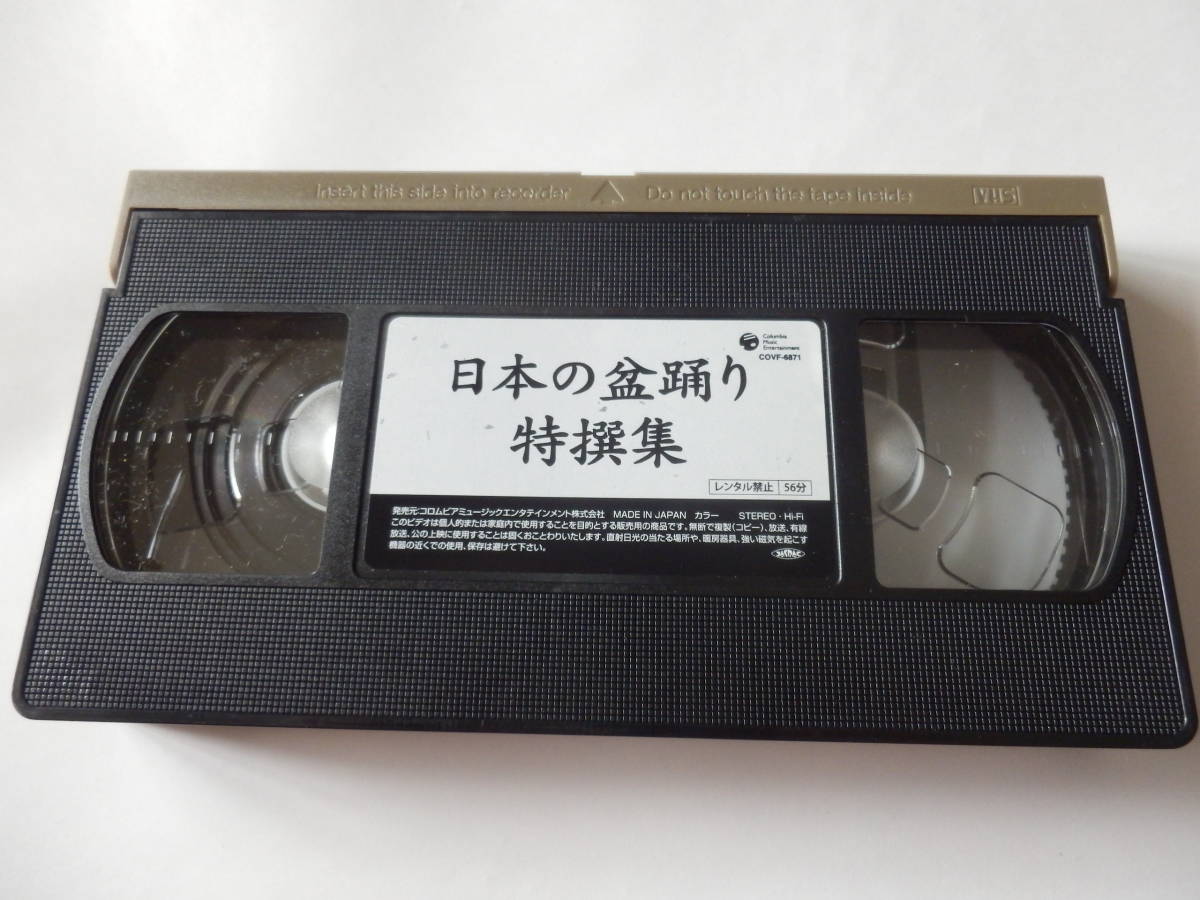 Insert this side into recorder
Do not touch the tape inside
VHS
Columbia
Music
Entertainment
COVF-6871
日本の盆踊り
特撰集
レンタル禁止 56分
発売元:コロムビアミュージックエンタテインメント株式会社 MADE IN JAPAN カラー STEREO・Hi-Fi
このビデオは個人的または家庭内で使用することを目的とする販売用の商品です。無断で複製(コピー)、放送、有線
放送、公の上映に使用することは固くおことわりいたします。直射日光の当たる場所や、暖房器具、強い磁気を起こす
機器の近くでの使用、保存は避けて下さい。